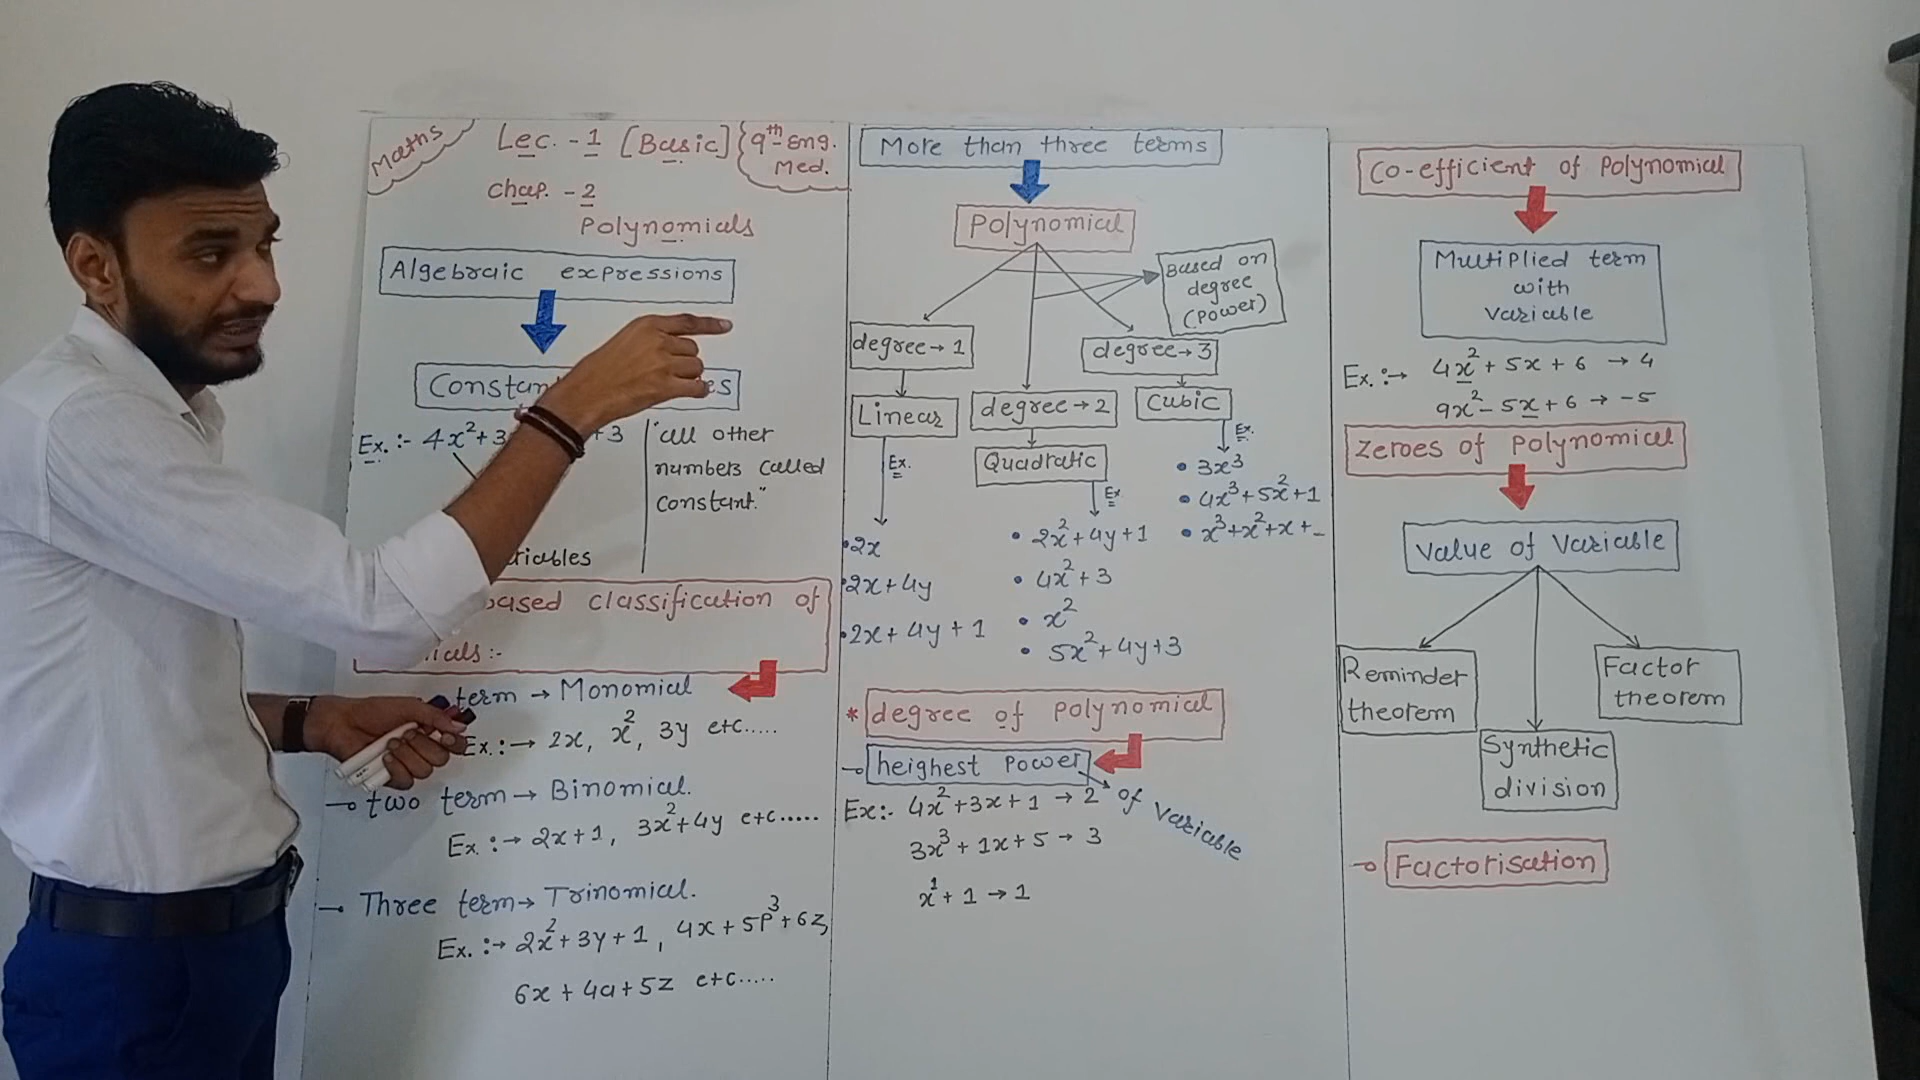 Maths
Lec. - 1 [Basic]
9th Eng.
Med.
Chap. - 2
Polynomials
Algebraic expressions
Ex. :- 4x²+3 +3
"all other
numbers called
Constant."
based classification of
term → Monomial
Ex. :→ 2x, x², 3y etc.....
→ two term → Binomial.
Ex. :→ 2x+1, 3x²+4y etc.....
→ Three term → Trinomial.
Ex. :→ 2x²+3y+1, 4x+5p³+6z,
6x+4a+5z etc.....
More than three terms
Polynomial
Based on
degree
(Power)
degree→1
degree→3
Linear
degree→2
Cubic
Quadratic
Ex.
Ex
Ex.
• 2x
• 2x+4y
• 2x+4y+1
• 2x²+4y+1
• 4x²+3
• x²
• 5x²+4y+3
• 3x³
• 4x³+5x²+1
• x³+x²+x+-
* degree of polynomial
→ heighest power
of variable
Ex:- 4x²+3x+1 → 2
3x³+1x+5 → 3
x¹+1 → 1
Co-efficient of Polynomial
Multiplied term
with
variable
Ex. :→ 4x²+5x+6 → 4
9x²-5x+6 → -5
Zeroes of Polynomial
Value of variable
Reminder
theorem
Synthetic
division
Factor
theorem
→ Factorisation